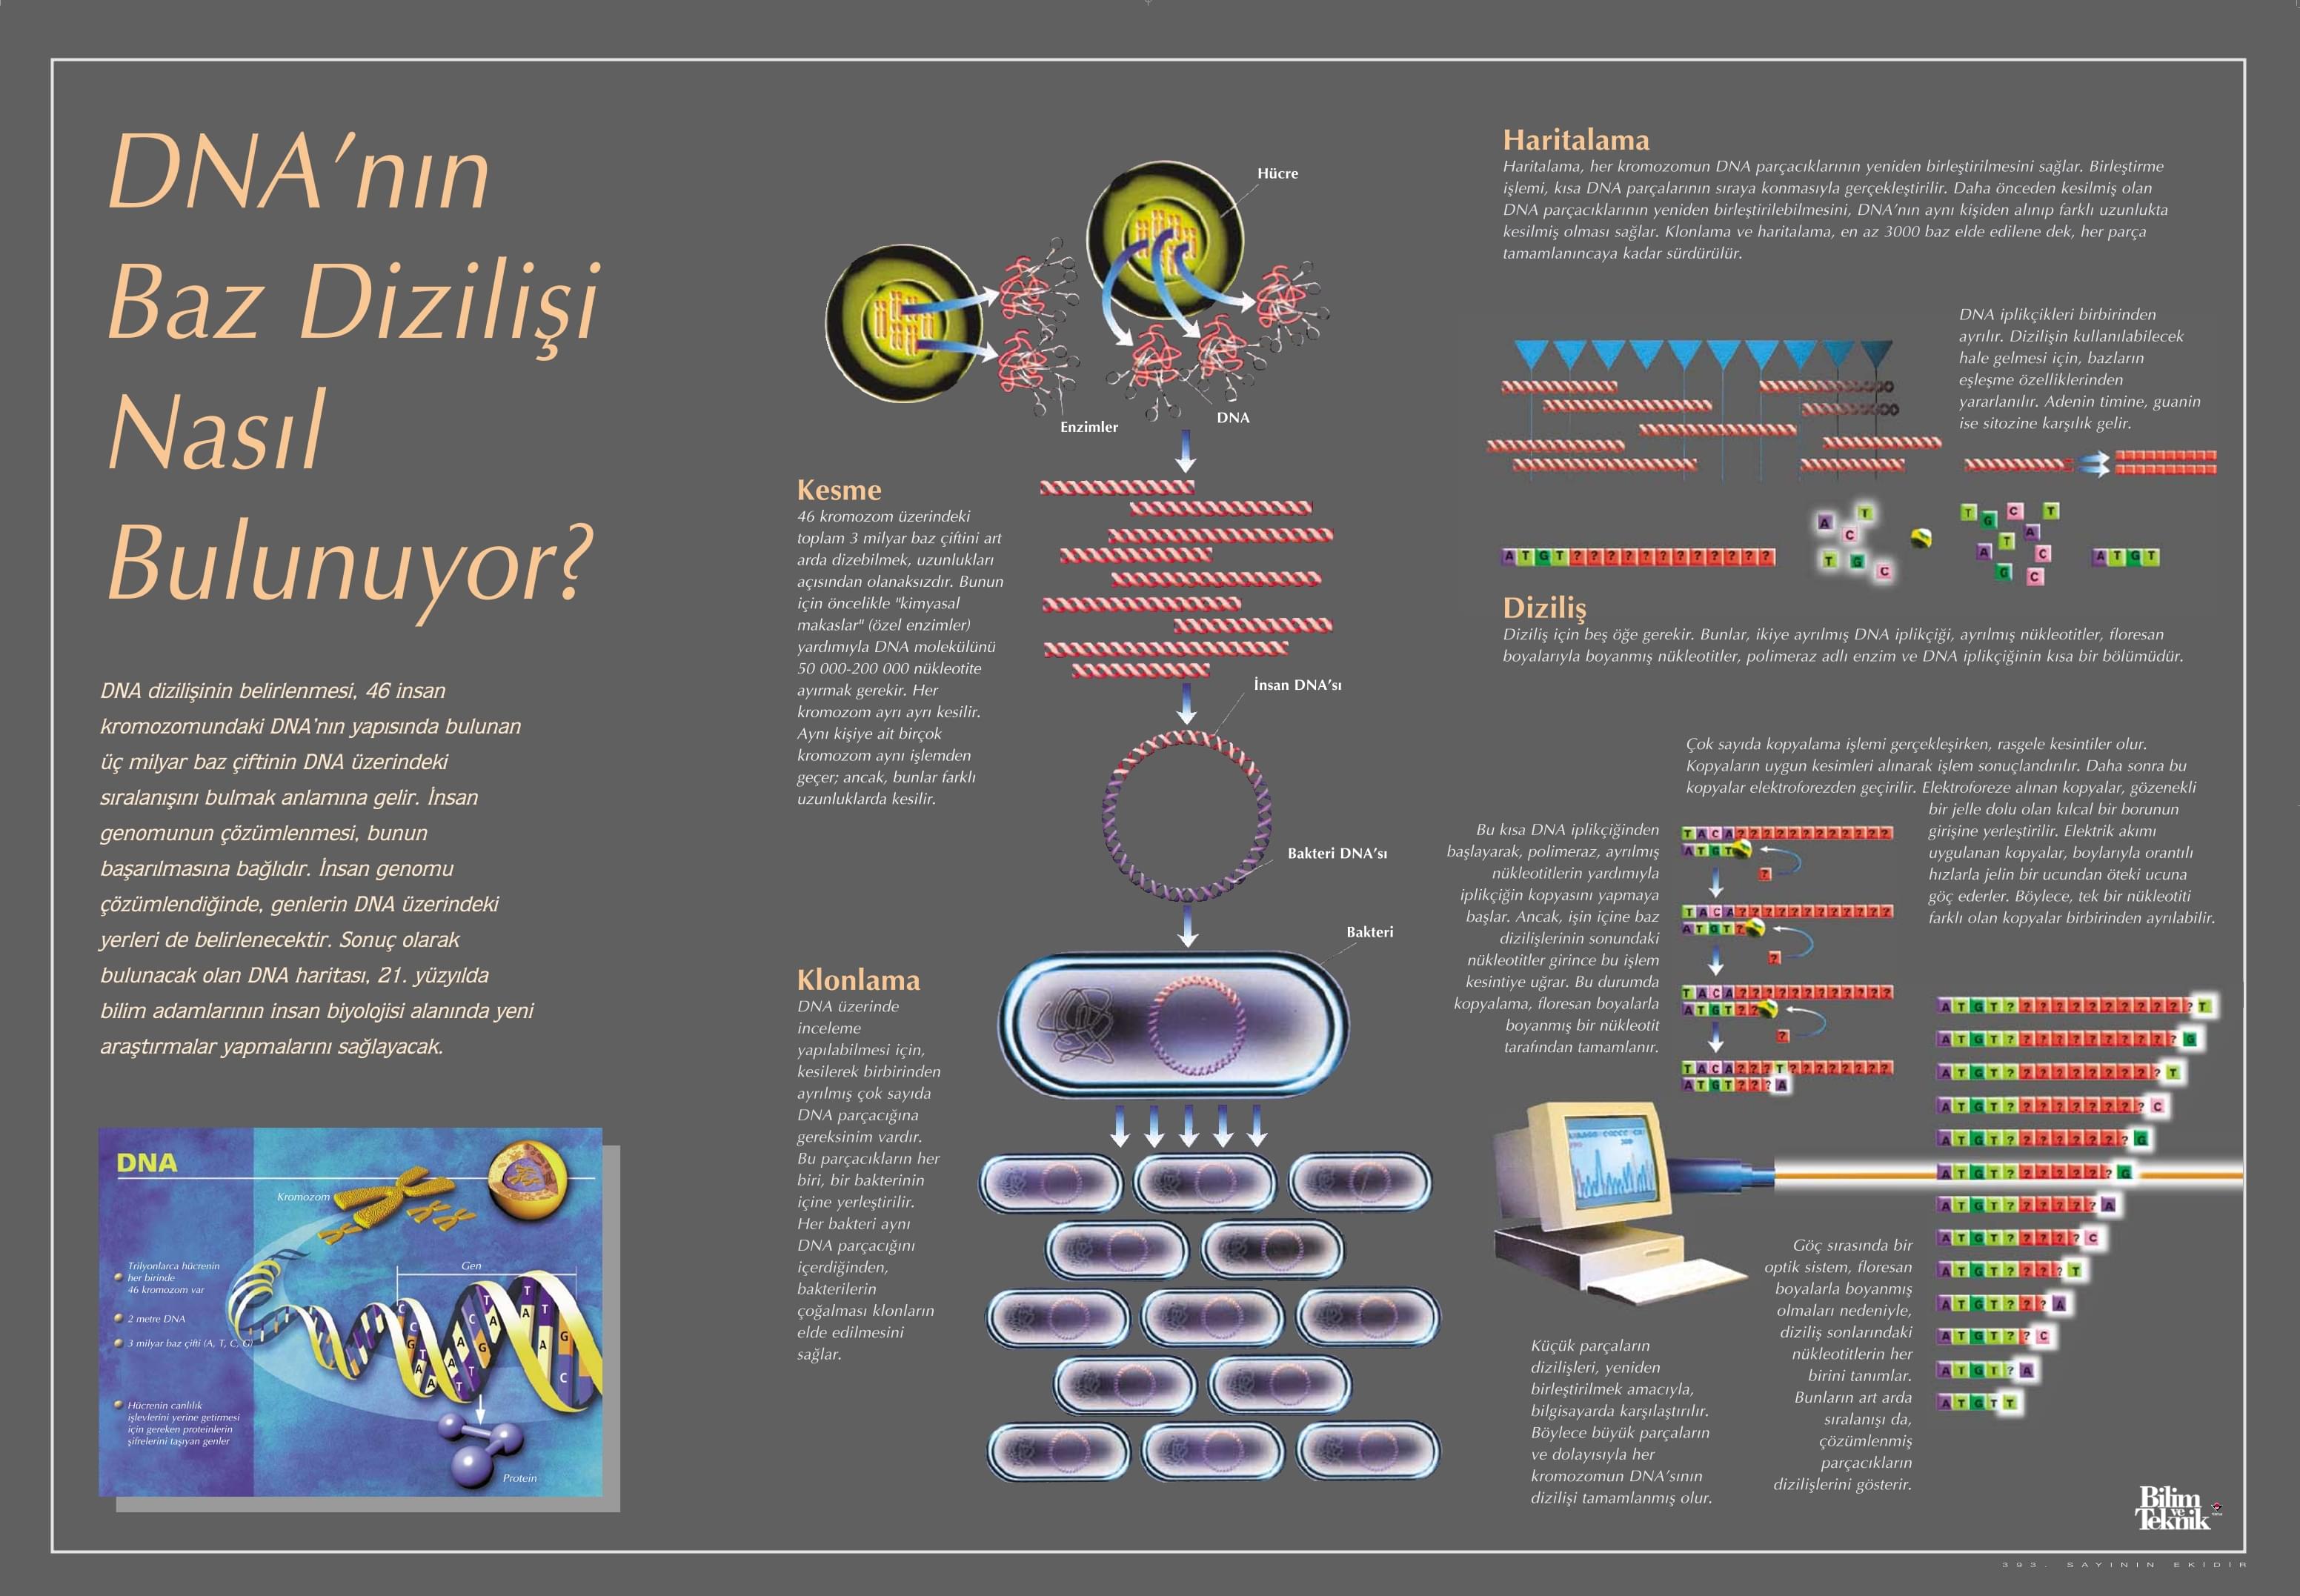 DNA’nın
Baz Dizilişi
Nasıl
Bulunuyor?
DNA dizilişinin belirlenmesi, 46 insan
kromozomundaki DNA’nın yapısında bulunan
üç milyar baz çiftinin DNA üzerindeki
sıralanışını bulmak anlamına gelir. İnsan
genomunun çözümlenmesi, bunun
başarılmasına bağlıdır. İnsan genomu
çözümlendiğinde, genlerin DNA üzerindeki
yerleri de belirlenecektir. Sonuç olarak
bulunacak olan DNA haritası, 21. yüzyılda
bilim adamlarının insan biyolojisi alanında yeni
araştırmalar yapmalarını sağlayacak.
DNA
Kromozom
Gen
Trilyonlarca hücrenin
her birinde
46 kromozom var
2 metre DNA
3 milyar baz çifti (A, T, C, G)
Hücrenin canlılık
işlevlerini yerine getirmesi
için gereken proteinlerin
şifrelerini taşıyan genler
Protein
Hücre
Enzimler
DNA
Kesme
46 kromozom üzerindeki
toplam 3 milyar baz çiftini art
arda dizebilmek, uzunlukları
açısından olanaksızdır. Bunun
için öncelikle "kimyasal
makaslar" (özel enzimler)
yardımıyla DNA molekülünü
50 000-200 000 nükleotite
ayırmak gerekir. Her
kromozom ayrı ayrı kesilir.
Aynı kişiye ait birçok
kromozom aynı işlemden
geçer; ancak, bunlar farklı
uzunluklarda kesilir.
İnsan DNA’sı
Bakteri DNA’sı
Bakteri
Klonlama
DNA üzerinde
inceleme
yapılabilmesi için,
kesilerek birbirinden
ayrılmış çok sayıda
DNA parçacığına
gereksinim vardır.
Bu parçacıkların her
biri, bir bakterinin
içine yerleştirilir.
Her bakteri aynı
DNA parçacığını
içerdiğinden,
bakterilerin
çoğalması klonların
elde edilmesini
sağlar.
Haritalama
Haritalama, her kromozomun DNA parçacıklarının yeniden birleştirilmesini sağlar. Birleştirme
işlemi, kısa DNA parçalarının sıraya konmasıyla gerçekleştirilir. Daha önceden kesilmiş olan
DNA parçacıklarının yeniden birleştirilebilmesini, DNA’nın aynı kişiden alınıp farklı uzunlukta
kesilmiş olması sağlar. Klonlama ve haritalama, en az 3000 baz elde edilene dek, her parça
tamamlanıncaya kadar sürdürülür.
DNA iplikçikleri birbirinden
ayrılır. Dizilişin kullanılabilecek
hale gelmesi için, bazların
eşleşme özelliklerinden
yararlanılır. Adenin timine, guanin
ise sitozine karşılık gelir.
A T G T ? ? ? ? ? ? ? ? ? ? ? ? ?
A T C T G C
T G C T A T A C G C
A T G T
Diziliş
Diziliş için beş öğe gerekir. Bunlar, ikiye ayrılmış DNA iplikçiği, ayrılmış nükleotitler, floresan
boyalarıyla boyanmış nükleotitler, polimeraz adlı enzim ve DNA iplikçiğinin kısa bir bölümüdür.
Çok sayıda kopyalama işlemi gerçekleşirken, rasgele kesintiler olur.
Kopyaların uygun kesimleri alınarak işlem sonuçlandırılır. Daha sonra bu
kopyalar elektroforezden geçirilir. Elektroforeze alınan kopyalar, gözenekli
bir jelle dolu olan kılcal bir borunun
girişine yerleştirilir. Elektrik akımı
uygulanan kopyalar, boylarıyla orantılı
hızlarla jelin bir ucundan öteki ucuna
göç ederler. Böylece, tek bir nükleotiti
farklı olan kopyalar birbirinden ayrılabilir.
Bu kısa DNA iplikçiğinden
başlayarak, polimeraz, ayrılmış
nükleotitlerin yardımıyla
iplikçiğin kopyasını yapmaya
başlar. Ancak, işin içine baz
dizilişlerinin sonundaki
nükleotitler girince bu işlem
kesintiye uğrar. Bu durumda
kopyalama, floresan boyalarla
boyanmış bir nükleotit
tarafından tamamlanır.
T A C A ? ? ? ? ? ? ? ? ? ? ? ?
A T G T
?
T A C A ? ? ? ? ? ? ? ? ? ? ? ?
A T G T ?
?
T A C A ? ? ? ? ? ? ? ? ? ? ? ?
A T G T ? ?
?
T A C A ? ? ? T ? ? ? ? ? ? ? ?
A T G T ? ? ? A
A T G T ? ? ? ? ? ? ? ? ? ? ? T
A T G T ? ? ? ? ? ? ? ? ? ? G
A T G T ? ? ? ? ? ? ? ? ? T
A T G T ? ? ? ? ? ? ? ? C
A T G T ? ? ? ? ? ? ? G
A T G T ? ? ? ? ? ? G
A T G T ? ? ? ? ? ? A
A T G T ? ? ? ? ? C
A T G T ? ? ? ? T
A T G T ? ? ? A
A T G T ? ? C
A T G T ? A
A T G T T
Göç sırasında bir
optik sistem, floresan
boyalarla boyanmış
olmaları nedeniyle,
diziliş sonlarındaki
nükleotitlerin her
birini tanımlar.
Bunların art arda
sıralanışı da,
çözümlenmiş
parçacıkların
dizilişlerini gösterir.
Küçük parçaların
dizilişleri, yeniden
birleştirilmek amacıyla,
bilgisayarda karşılaştırılır.
Böylece büyük parçaların
ve dolayısıyla her
kromozomun DNA’sının
dizilişi tamamlanmış olur.
Bilim
ve
Teknik
393. SAYININ EKİDİR